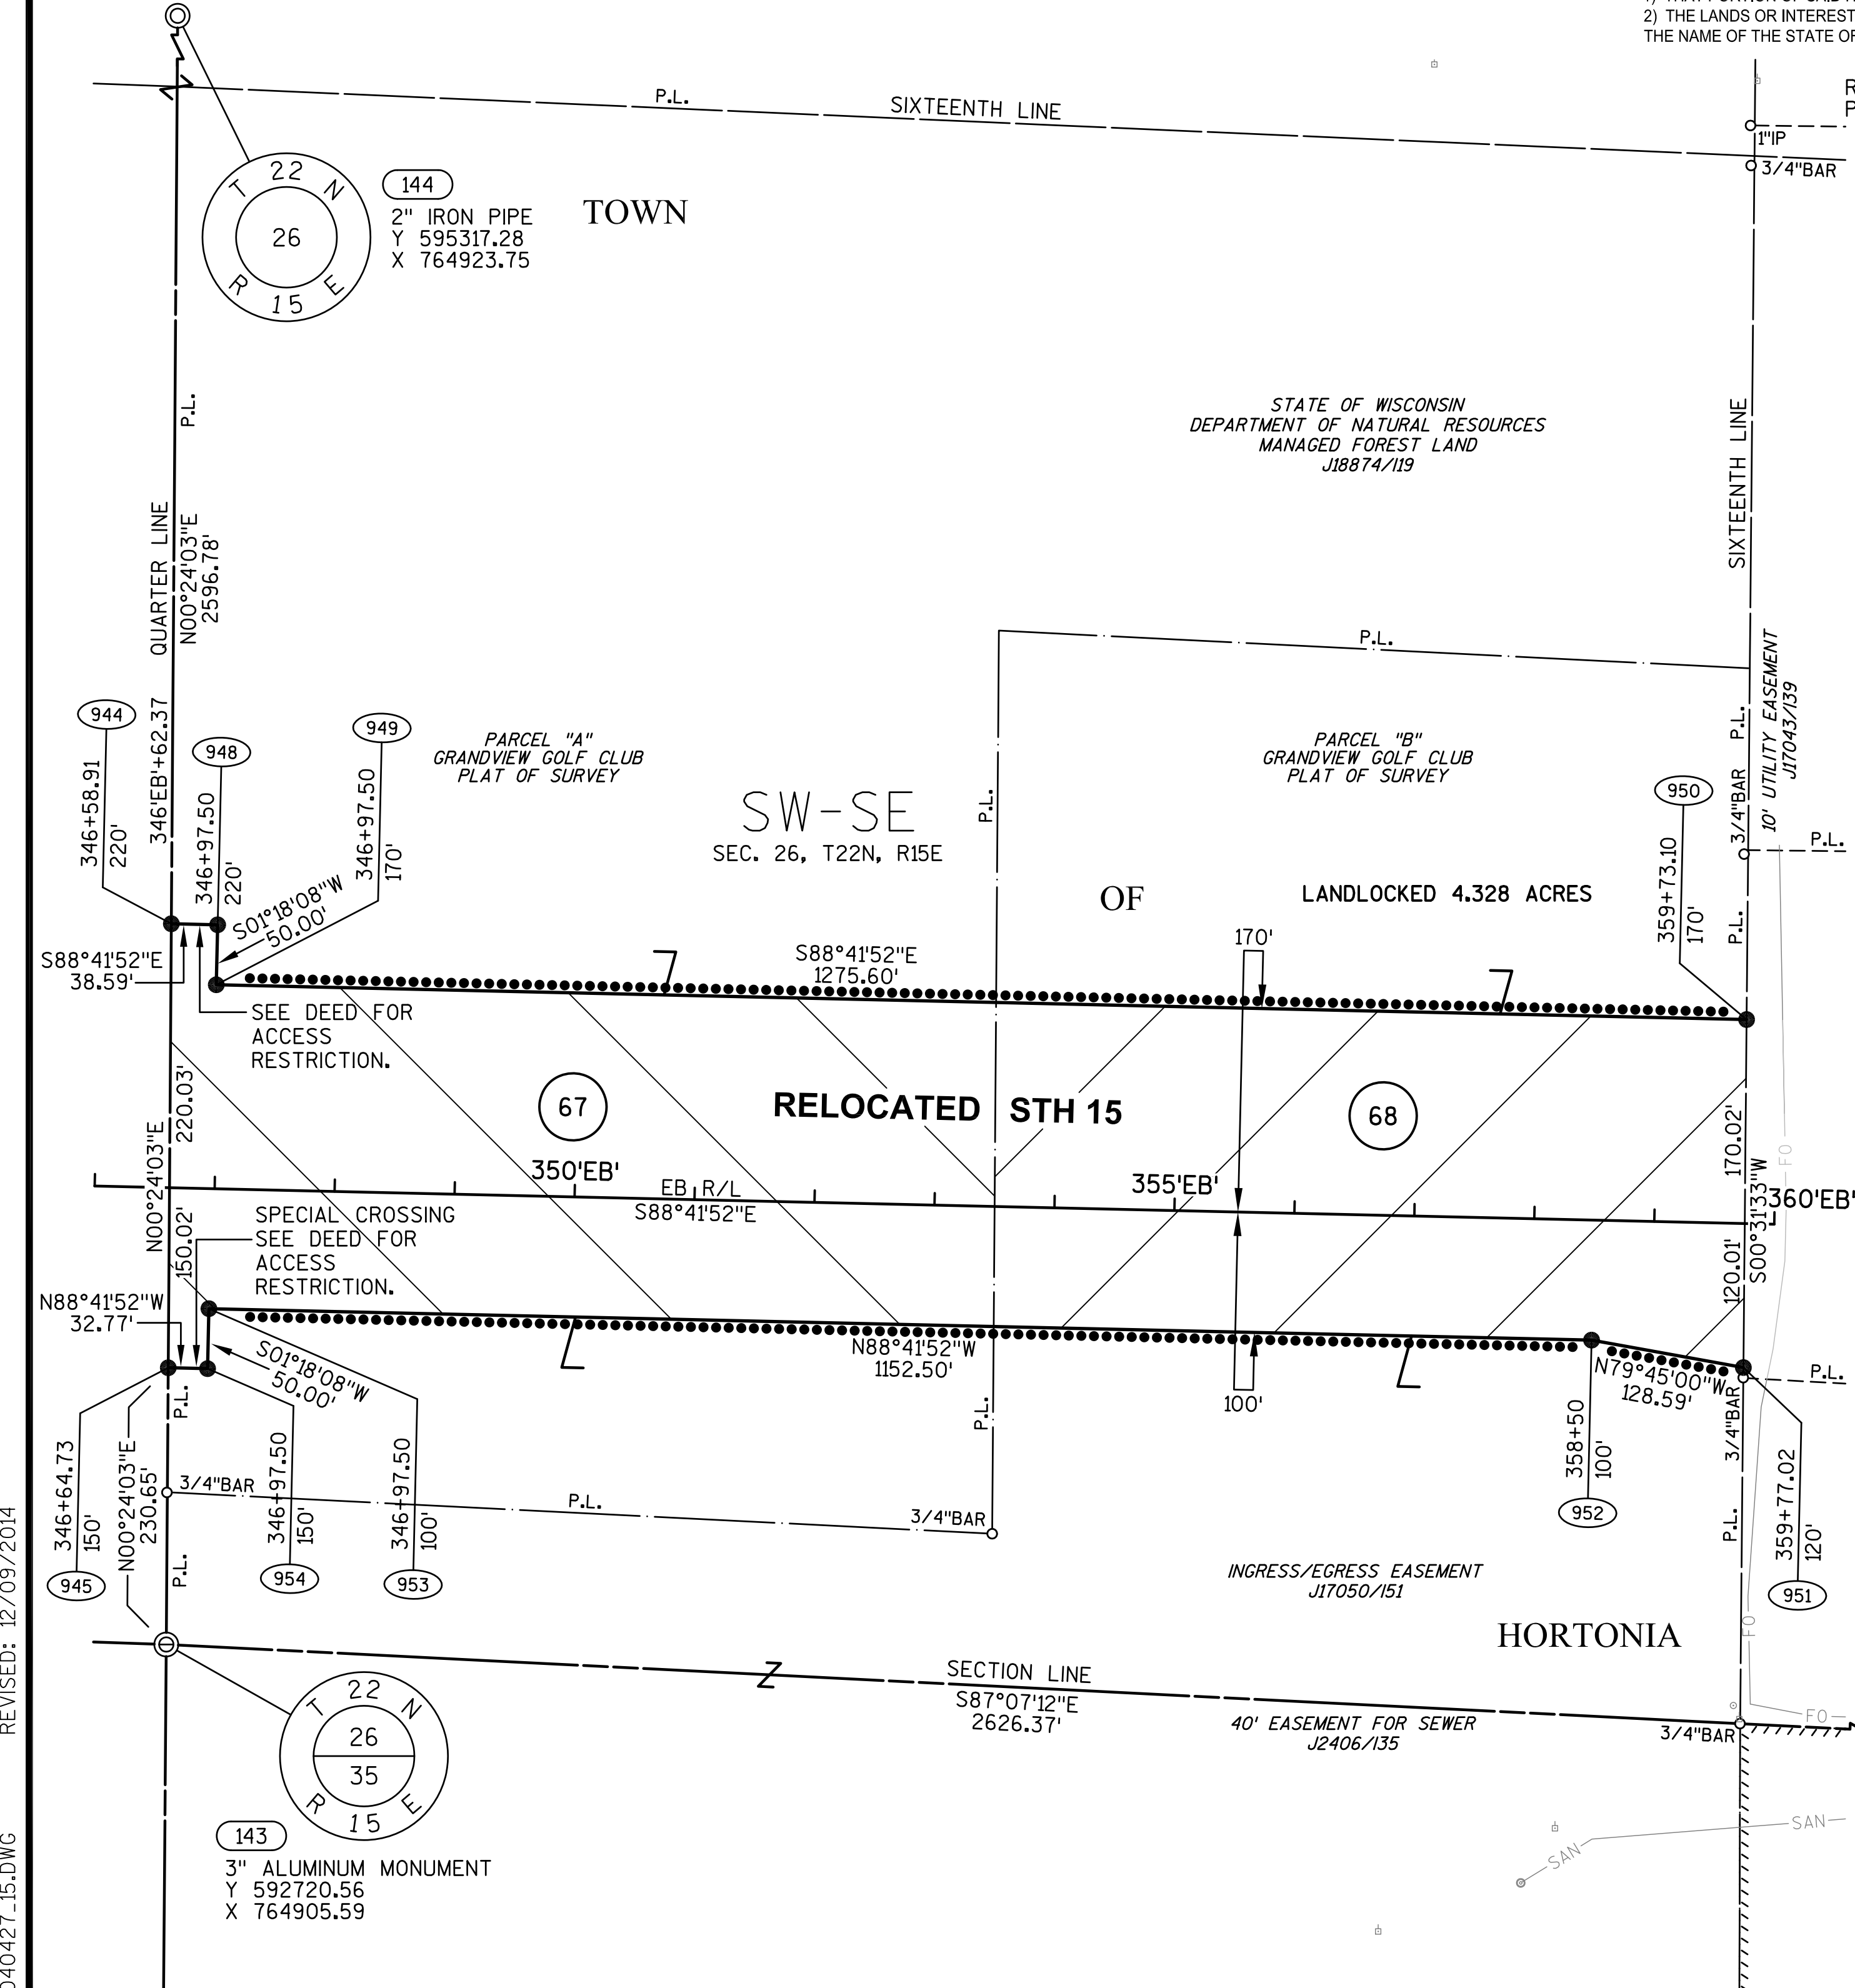 2) THE LANDS OR INTEREST
THE NAME OF THE STATE OF
P.L.
SIXTEENTH LINE
R
P
1"IP
3/4"BAR
T 22 N
26
R 15 E
144
2" IRON PIPE
Y 595317.28
X 764923.75
TOWN
P.L.
STATE OF WISCONSIN
DEPARTMENT OF NATURAL RESOURCES
MANAGED FOREST LAND
J18874/I19
SIXTEENTH LINE
QUARTER LINE
N00°24'03"E
2596.78'
P.L.
10' UTILITY EASEMENT
J17043/I39
P.L.
3/4"BAR
P.L.
P.L.
944
346+58.91
220'
346'EB'+62.37
948
346+97.50
220'
949
346+97.50
170'
PARCEL "A"
GRANDVIEW GOLF CLUB
PLAT OF SURVEY
PARCEL "B"
GRANDVIEW GOLF CLUB
PLAT OF SURVEY
P.L.
950
359+73.10
170'
SW-SE
SEC. 26, T22N, R15E
OF
LANDLOCKED 4.328 ACRES
S01°18'08"W
50.00'
S88°41'52"E
38.59'
S88°41'52"E
1275.60'
170'
SEE DEED FOR
ACCESS
RESTRICTION.
220.03'
67
RELOCATED STH 15
68
170.02'
FO
N00°24'03"E
350'EB'
EB R/L
S88°41'52"E
355'EB'
S00°31'33"W
360'EB'
SPECIAL CROSSING
SEE DEED FOR
ACCESS
RESTRICTION.
150.02'
120.01'
N88°41'52"W
32.77'
S01°18'08"W
50.00'
N88°41'52"W
1152.50'
100'
N79°45'00"W
128.59'
P.L.
P.L.
P.L.
3/4"BAR
358+50
100'
952
359+77.02
120'
951
346+64.73
150'
945
N00°24'03"E
230.65'
346+97.50
150'
954
346+97.50
100'
953
3/4"BAR
P.L.
3/4"BAR
P.L.
P.L.
INGRESS/EGRESS EASEMENT
J17050/I51
HORTONIA
FO
SECTION LINE
S87°07'12"E
2626.37'
40' EASEMENT FOR SEWER
J2406/I35
3/4"BAR
FO
T 22 N
26
35
R 15 E
143
3" ALUMINUM MONUMENT
Y 592720.56
X 764905.59
SAN
SAN
REVISED: 12/09/2014
040427_15.DWG